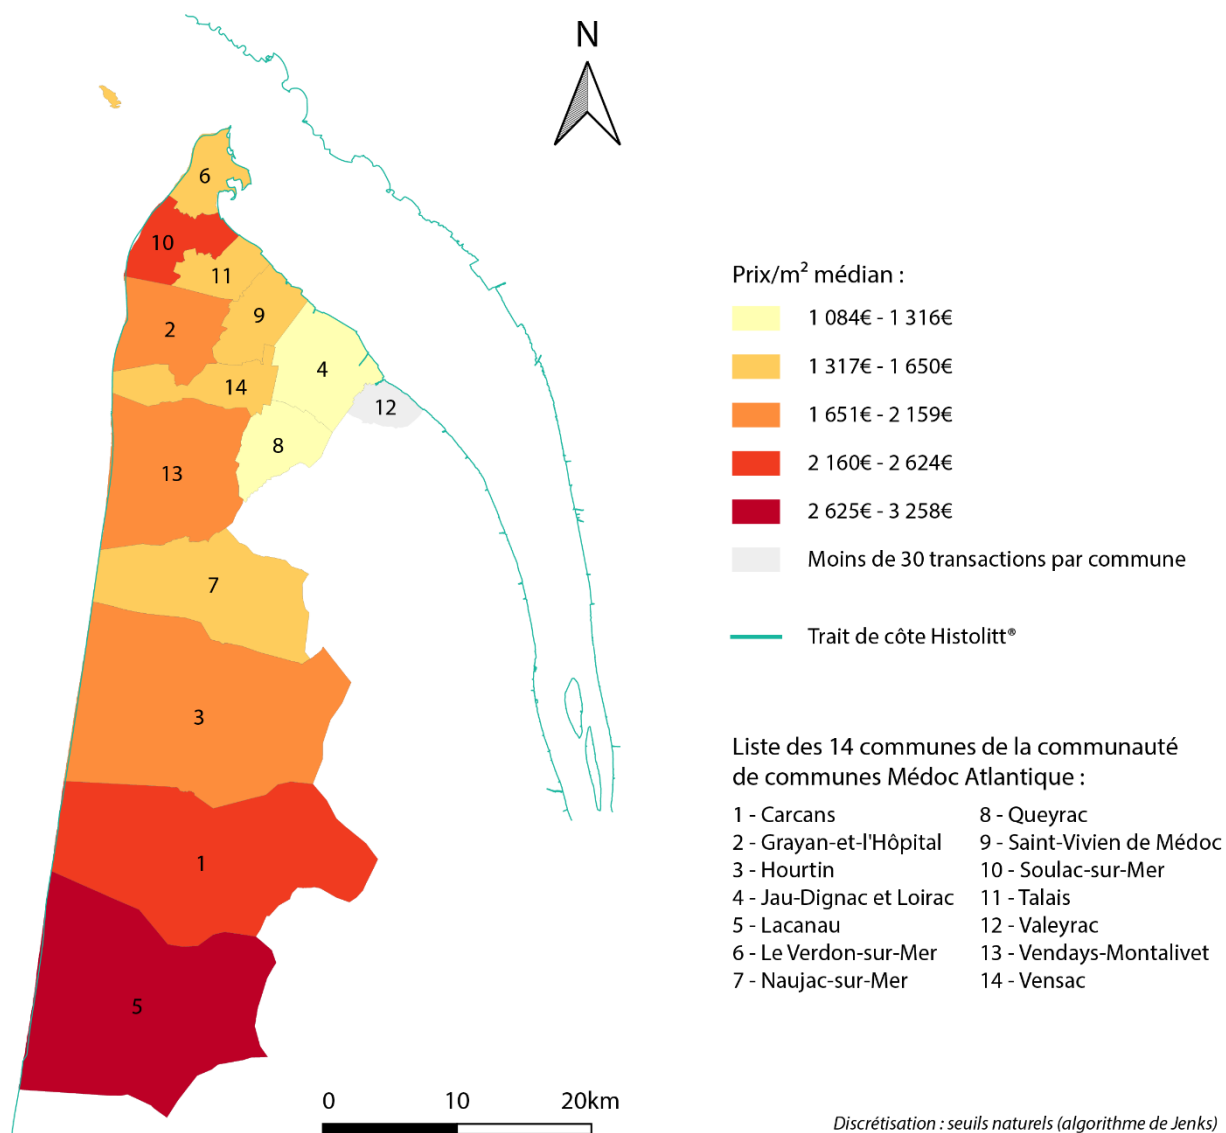 N
6
10
11
9
2
4
14
12
8
13
7
3
1
5
0 10 20km
Prix/m² médian :
1 084€ - 1 316€
1 317€ - 1 650€
1 651€ - 2 159€
2 160€ - 2 624€
2 625€ - 3 258€
Moins de 30 transactions par commune
Trait de côte Histolitt®
Liste des 14 communes de la communauté
de communes Médoc Atlantique :
1 - Carcans
2 - Grayan-et-l'Hôpital
3 - Hourtin
4 - Jau-Dignac et Loirac
5 - Lacanau
6 - Le Verdon-sur-Mer
7 - Naujac-sur-Mer
8 - Queyrac
9 - Saint-Vivien de Médoc
10 - Soulac-sur-Mer
11 - Talais
12 - Valeyrac
13 - Vendays-Montalivet
14 - Vensac
Discrétisation : seuils naturels (algorithme de Jenks)